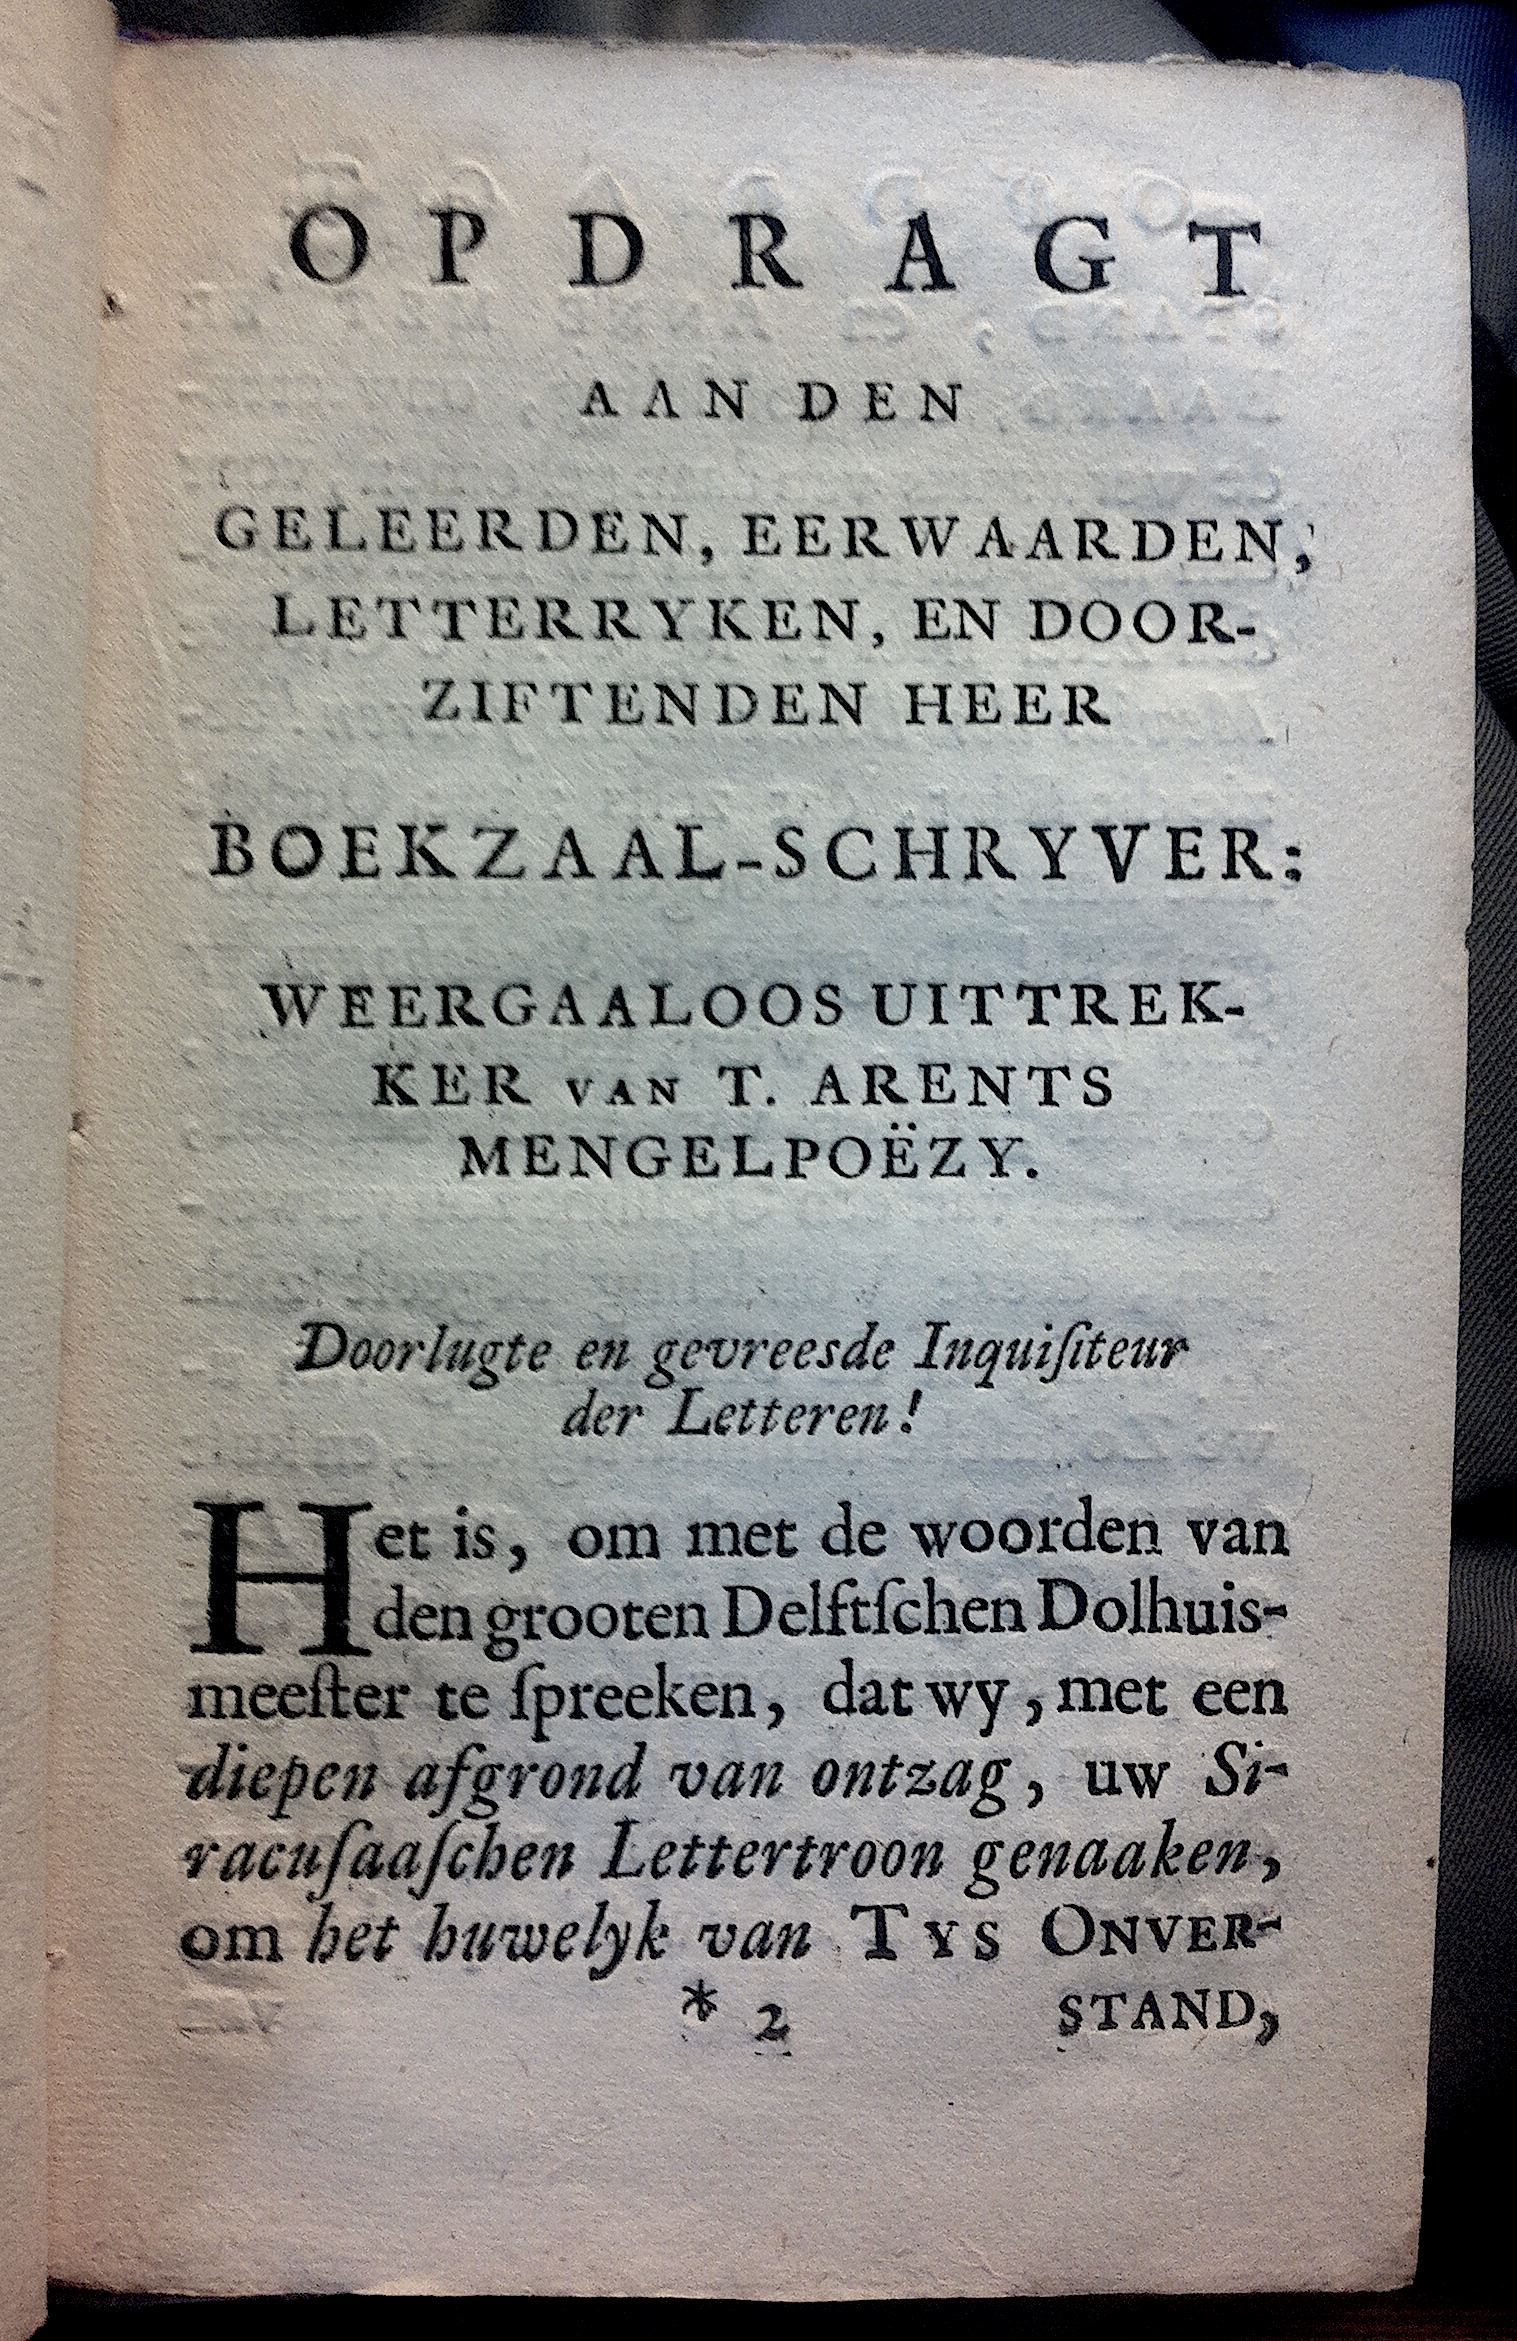 OPDRAGT
AAN DEN
GELEERDEN, EERWAARDEN,
LETTERRYKEN, EN DOOR-
ZIFTENDEN HEER
BOEKZAAL-SCHRYVER:
WEERGAALOOS UITTREK-
KER VAN T. ARENTS
MENGELPOËZY.
Doorlugte en gevreesde Inquiſiteur
der Letteren!
Het is, om met de woorden van
den grooten Delftſchen Dolhuis-
meeſter te ſpreeken, dat wy, met een
diepen afgrond van ontzag, uw Si-
racuſaaſchen Lettertroon genaaken,
om het huwelyk van TYS ONVER-
* 2 STAND,